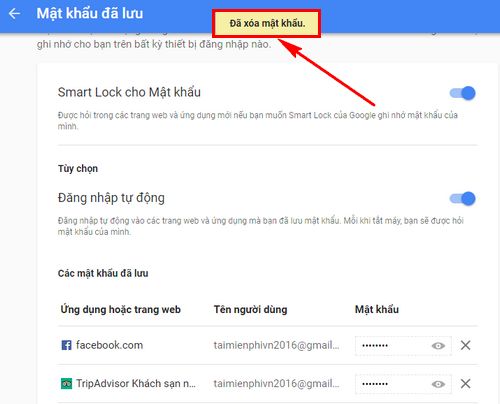 Mật khẩu đã lưu
Đã xóa mật khẩu.
ghi nhớ cho bạn trên bất kỳ thiết bị đăng nhập nào.
Smart Lock cho Mật khẩu
Được hỏi trong các trang web và ứng dụng mới nếu bạn muốn Smart Lock của Google ghi nhớ mật khẩu của
mình.
Tùy chọn
Đăng nhập tự động
Đăng nhập tự động vào các trang web và ứng dụng mà bạn đã lưu mật khẩu. Mỗi khi tắt máy, bạn sẽ được hỏi
mật khẩu của mình.
Các mật khẩu đã lưu
Ứng dụng hoặc trang web Tên người dùng Mật khẩu
facebook.com taimienphivn2016@gmail... ••••••••
TripAdvisor Khách sạn n... taimienphivn2016@gmail... ••••••••